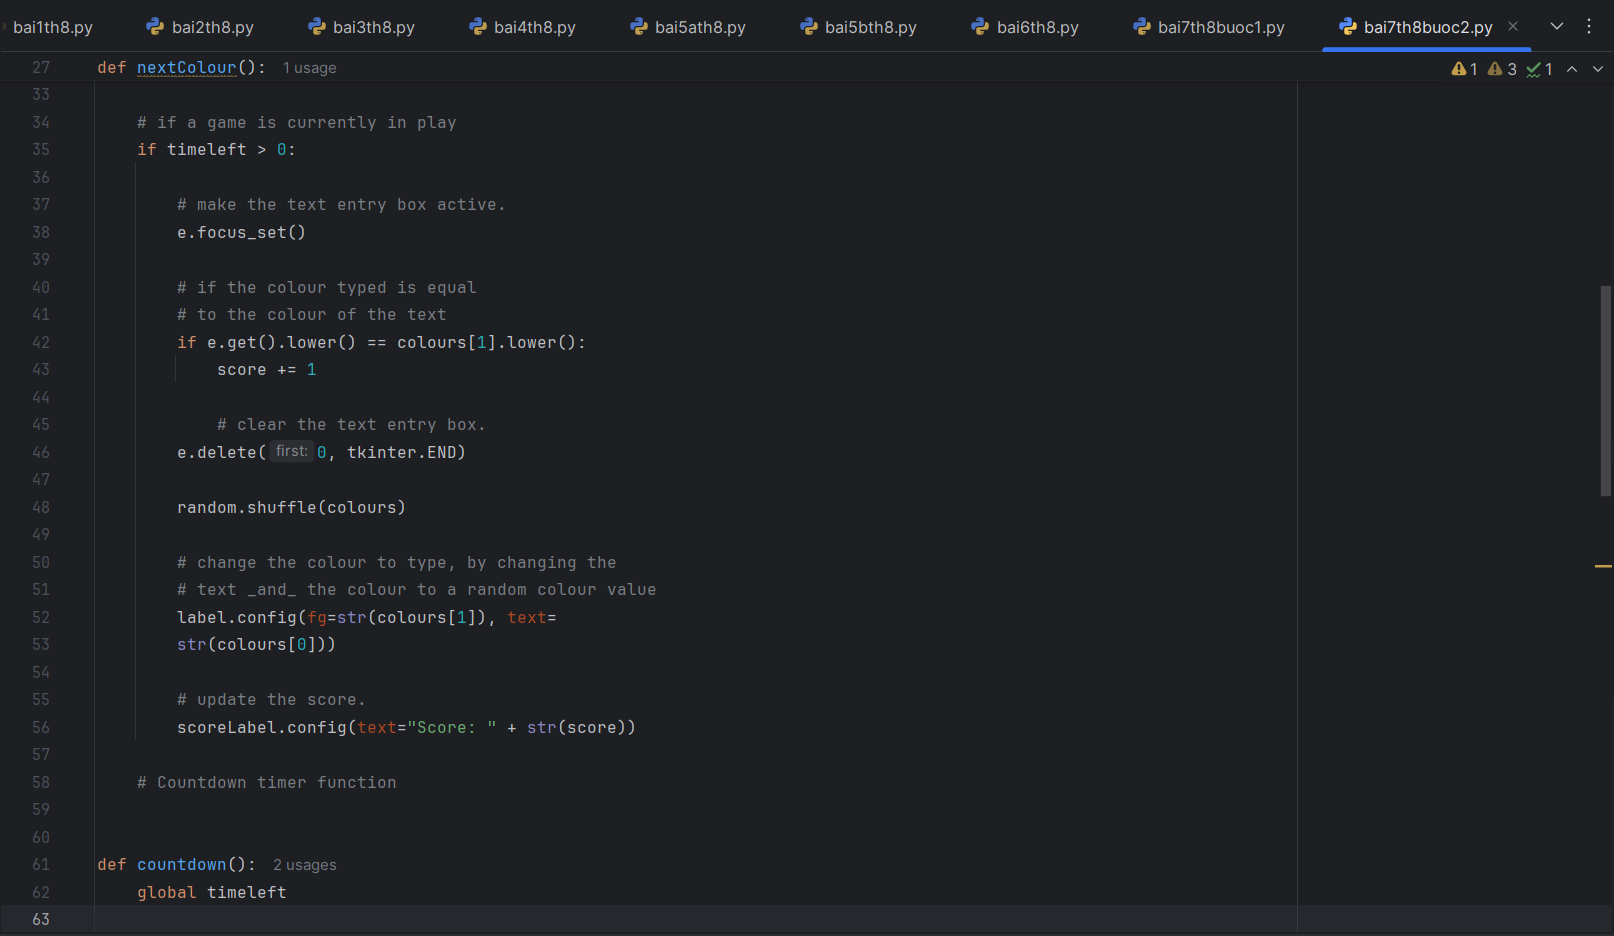 bai1th8.py bai2th8.py bai3th8.py bai4th8.py bai5ath8.py bai5bth8.py bai6th8.py bai7th8buoc1.py bai7th8buoc2.py
27 def nextColour(): 1 usage 1 3 1
33
34 # if a game is currently in play
35 if timeleft > 0:
36
37 # make the text entry box active.
38 e.focus_set()
39
40 # if the colour typed is equal
41 # to the colour of the text
42 if e.get().lower() == colours[1].lower():
43 score += 1
44
45 # clear the text entry box.
46 e.delete(first: 0, tkinter.END)
47
48 random.shuffle(colours)
49
50 # change the colour to type, by changing the
51 # text _and_ the colour to a random colour value
52 label.config(fg=str(colours[1]), text=
53 str(colours[0]))
54
55 # update the score.
56 scoreLabel.config(text="Score: " + str(score))
57
58 # Countdown timer function
59
60
61 def countdown(): 2 usages
62 global timeleft
63